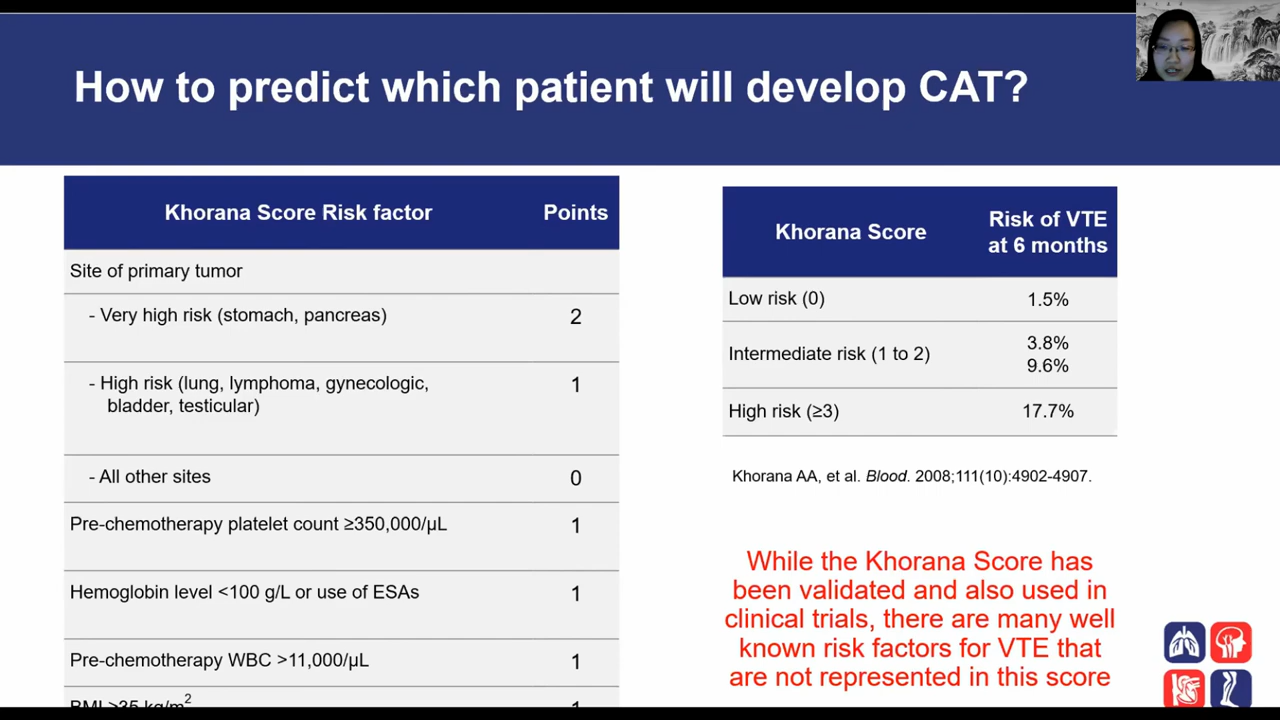 How to predict which patient will develop CAT?
Khorana Score Risk factor Points
Site of primary tumor
- Very high risk (stomach, pancreas) 2
- High risk (lung, lymphoma, gynecologic, 1
bladder, testicular)
- All other sites 0
Pre-chemotherapy platelet count ≥350,000/µL 1
Hemoglobin level <100 g/L or use of ESAs 1
Pre-chemotherapy WBC >11,000/µL 1
BMI >35 kg/m² 1
Khorana Score Risk of VTE
at 6 months
Low risk (0) 1.5%
Intermediate risk (1 to 2) 3.8%
9.6%
High risk (≥3) 17.7%
Khorana AA, et al. Blood. 2008;111(10):4902-4907.
While the Khorana Score has
been validated and also used in
clinical trials, there are many well
known risk factors for VTE that
are not represented in this score